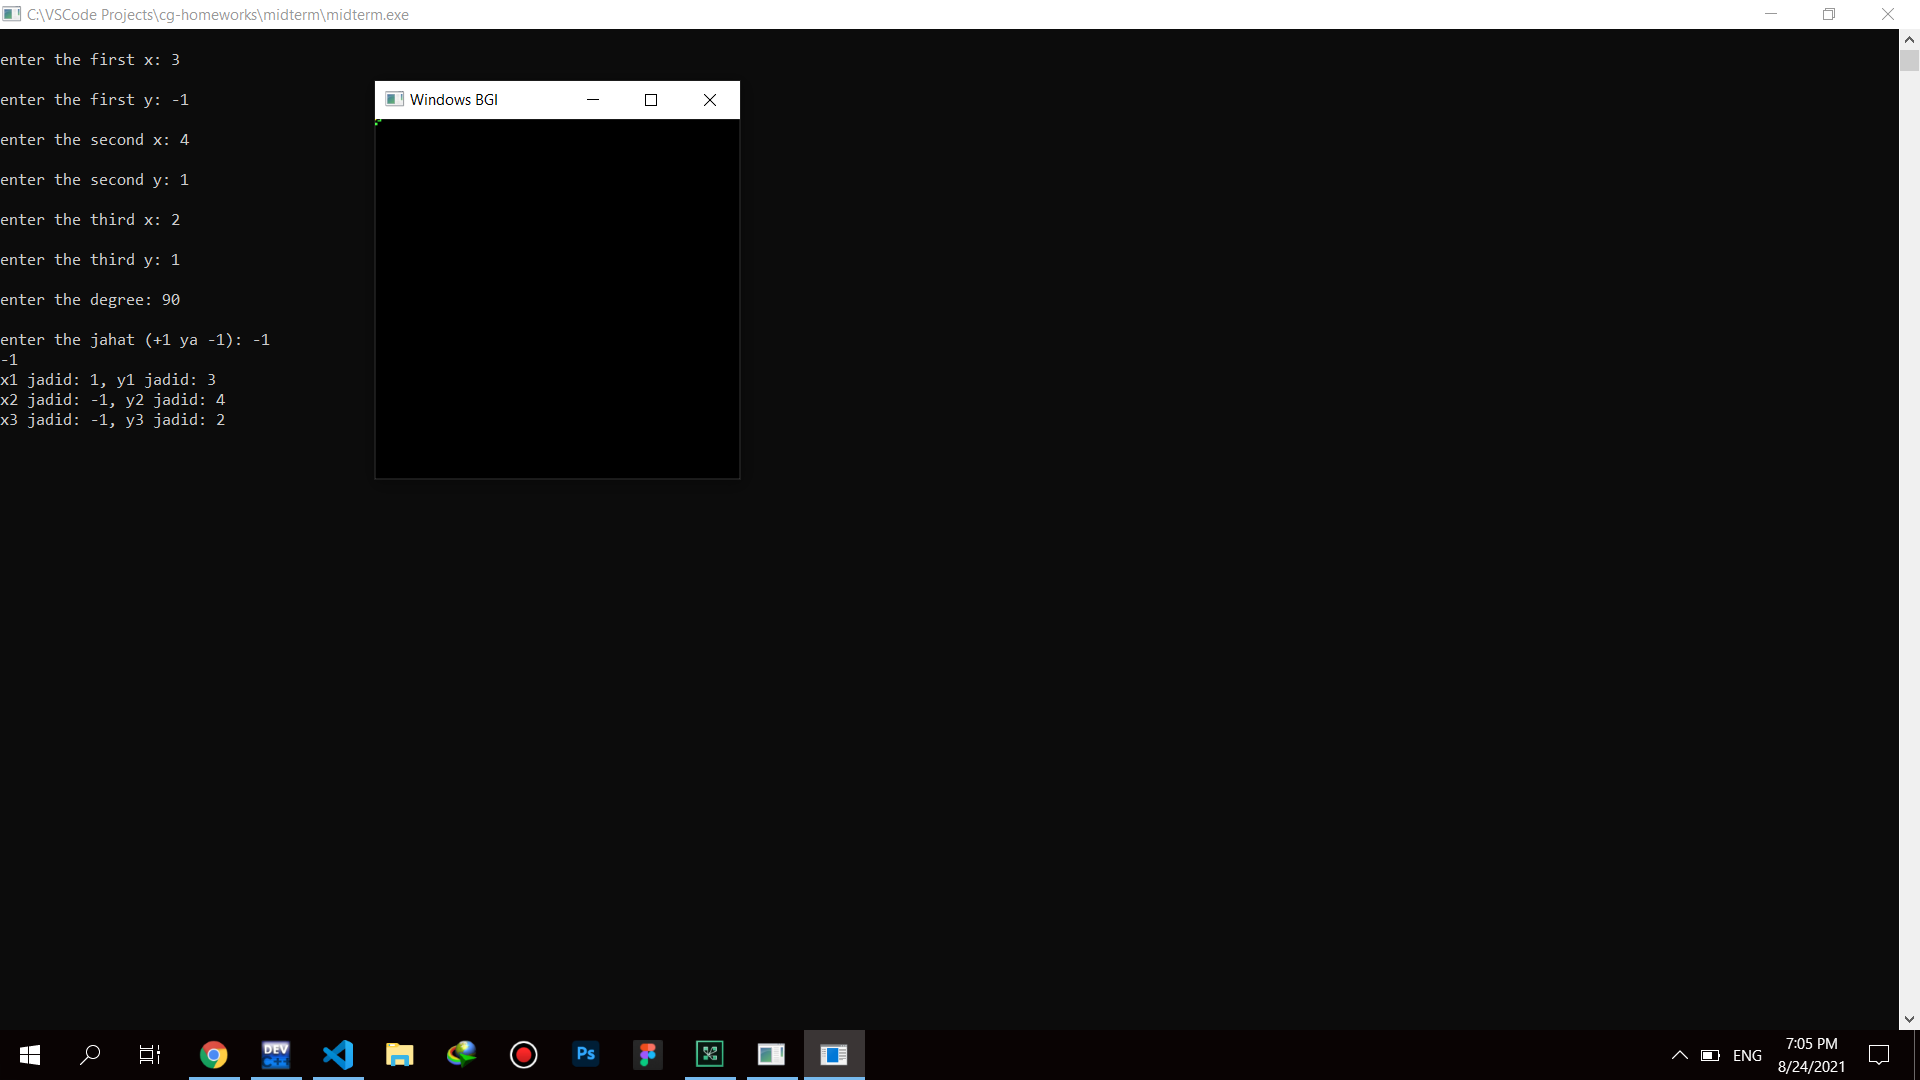 C:\VSCode Projects\cg-homeworks\midterm\midterm.exe
enter the first x: 3
enter the first y: -1
enter the second x: 4
enter the second y: 1
enter the third x: 2
enter the third y: 1
enter the degree: 90
enter the jahat (+1 ya -1): -1
-1
x1 jadid: 1, y1 jadid: 3
x2 jadid: -1, y2 jadid: 4
x3 jadid: -1, y3 jadid: 2
Windows BGI
DEV
C++
Ps
ENG
7:05 PM
8/24/2021